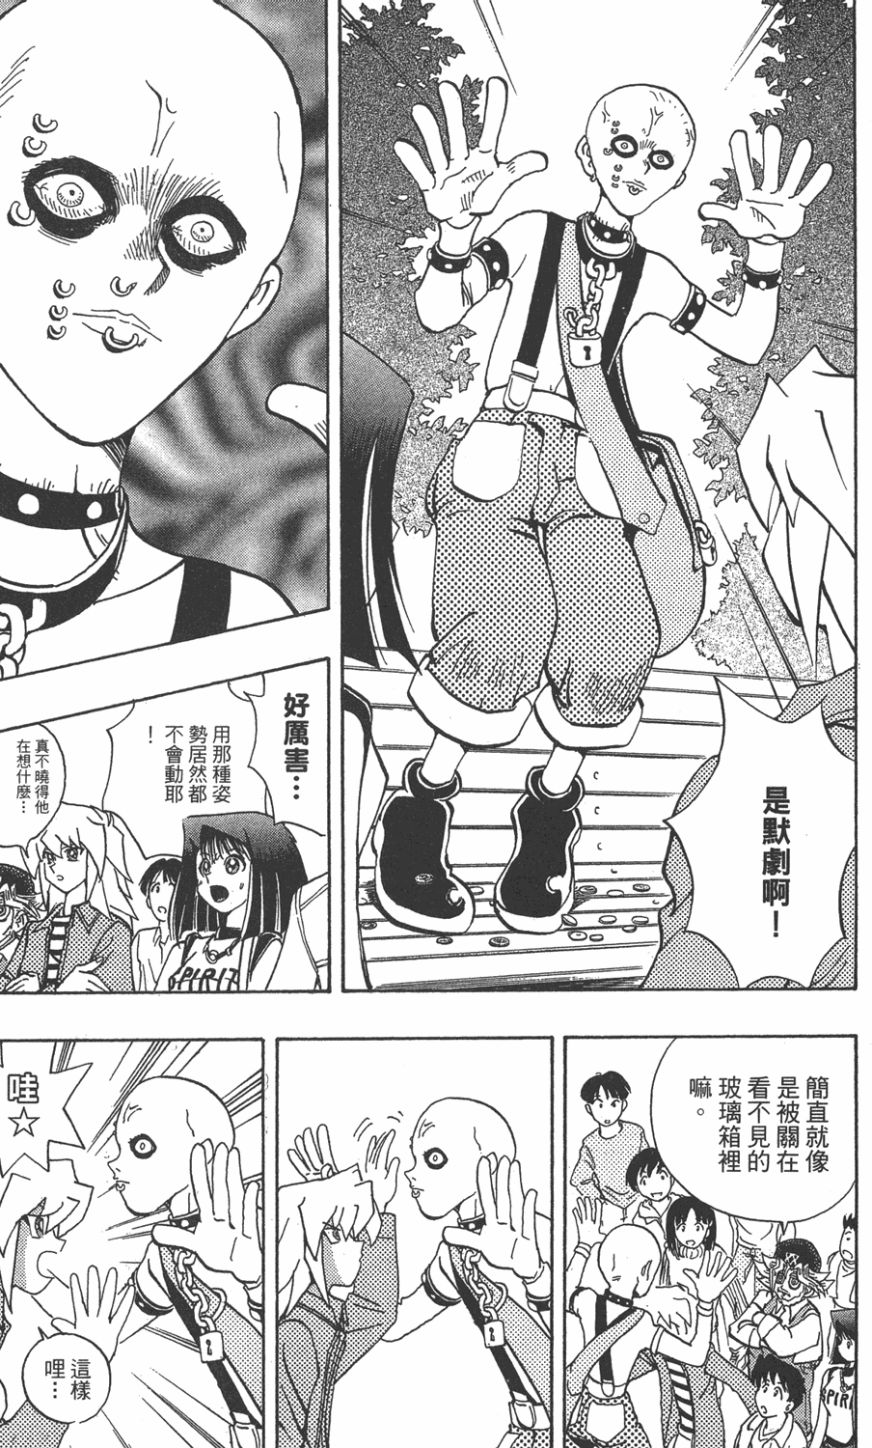 是默劇啊！
好厲害…
用那種姿
勢居然都
不會動耶
！
真不曉得他
在想什麼…
SPIRIT
簡直就像
是被關在
看不見的
玻璃箱裡
嘛。
SPIRI
哇☆
這樣
哩…